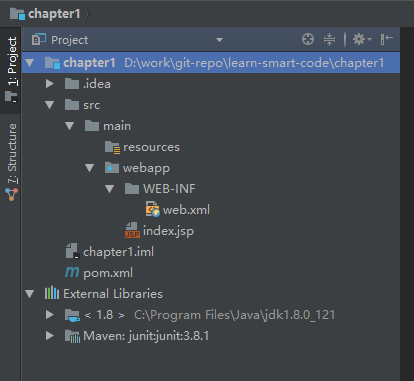 chapter1
1: Project
7: Structure
Project
chapter1 D:\work\git-repo\learn-smart-code\chapter1
.idea
src
main
resources
webapp
WEB-INF
web.xml
JSP index.jsp
chapter1.iml
m pom.xml
External Libraries
< 1.8 > C:\Program Files\Java\jdk1.8.0_121
Maven: junit:junit:3.8.1